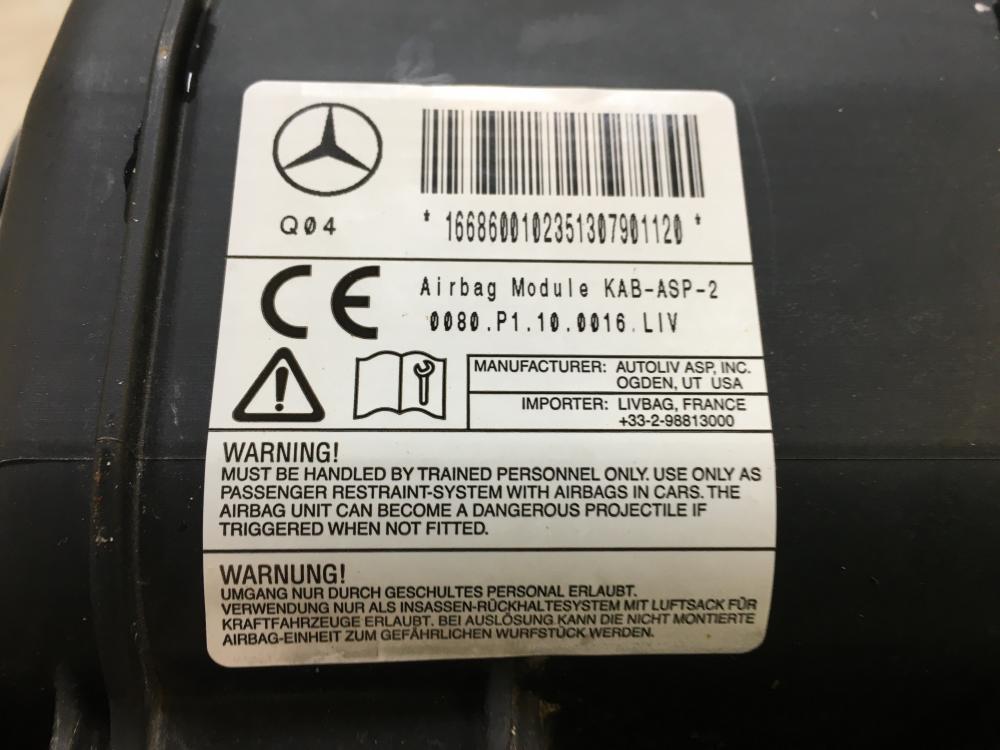 * 1668600102351307901120 *
Q04
CE
Airbag Module KAB-ASP-2
0080.P1.10.0016.LIV
MANUFACTURER: AUTOLIV ASP, INC.
OGDEN, UT USA
IMPORTER: LIVBAG, FRANCE
+33-2-98813000
WARNING!
MUST BE HANDLED BY TRAINED PERSONNEL ONLY. USE ONLY AS
PASSENGER RESTRAINT-SYSTEM WITH AIRBAGS IN CARS. THE
AIRBAG UNIT CAN BECOME A DANGEROUS PROJECTILE IF
TRIGGERED WHEN NOT FITTED.
WARNUNG!
UMGANG NUR DURCH GESCHULTES PERSONAL ERLAUBT.
VERWENDUNG NUR ALS INSASSEN-RÜCKHALTESYSTEM MIT LUFTSACK FÜR
KRAFTFAHRZEUGE ERLAUBT. BEI AUSLÖSUNG KANN DIE NICHT MONTIERTE
AIRBAG-EINHEIT ZUM GEFÄHRLICHEN WURFSTÜCK WERDEN.